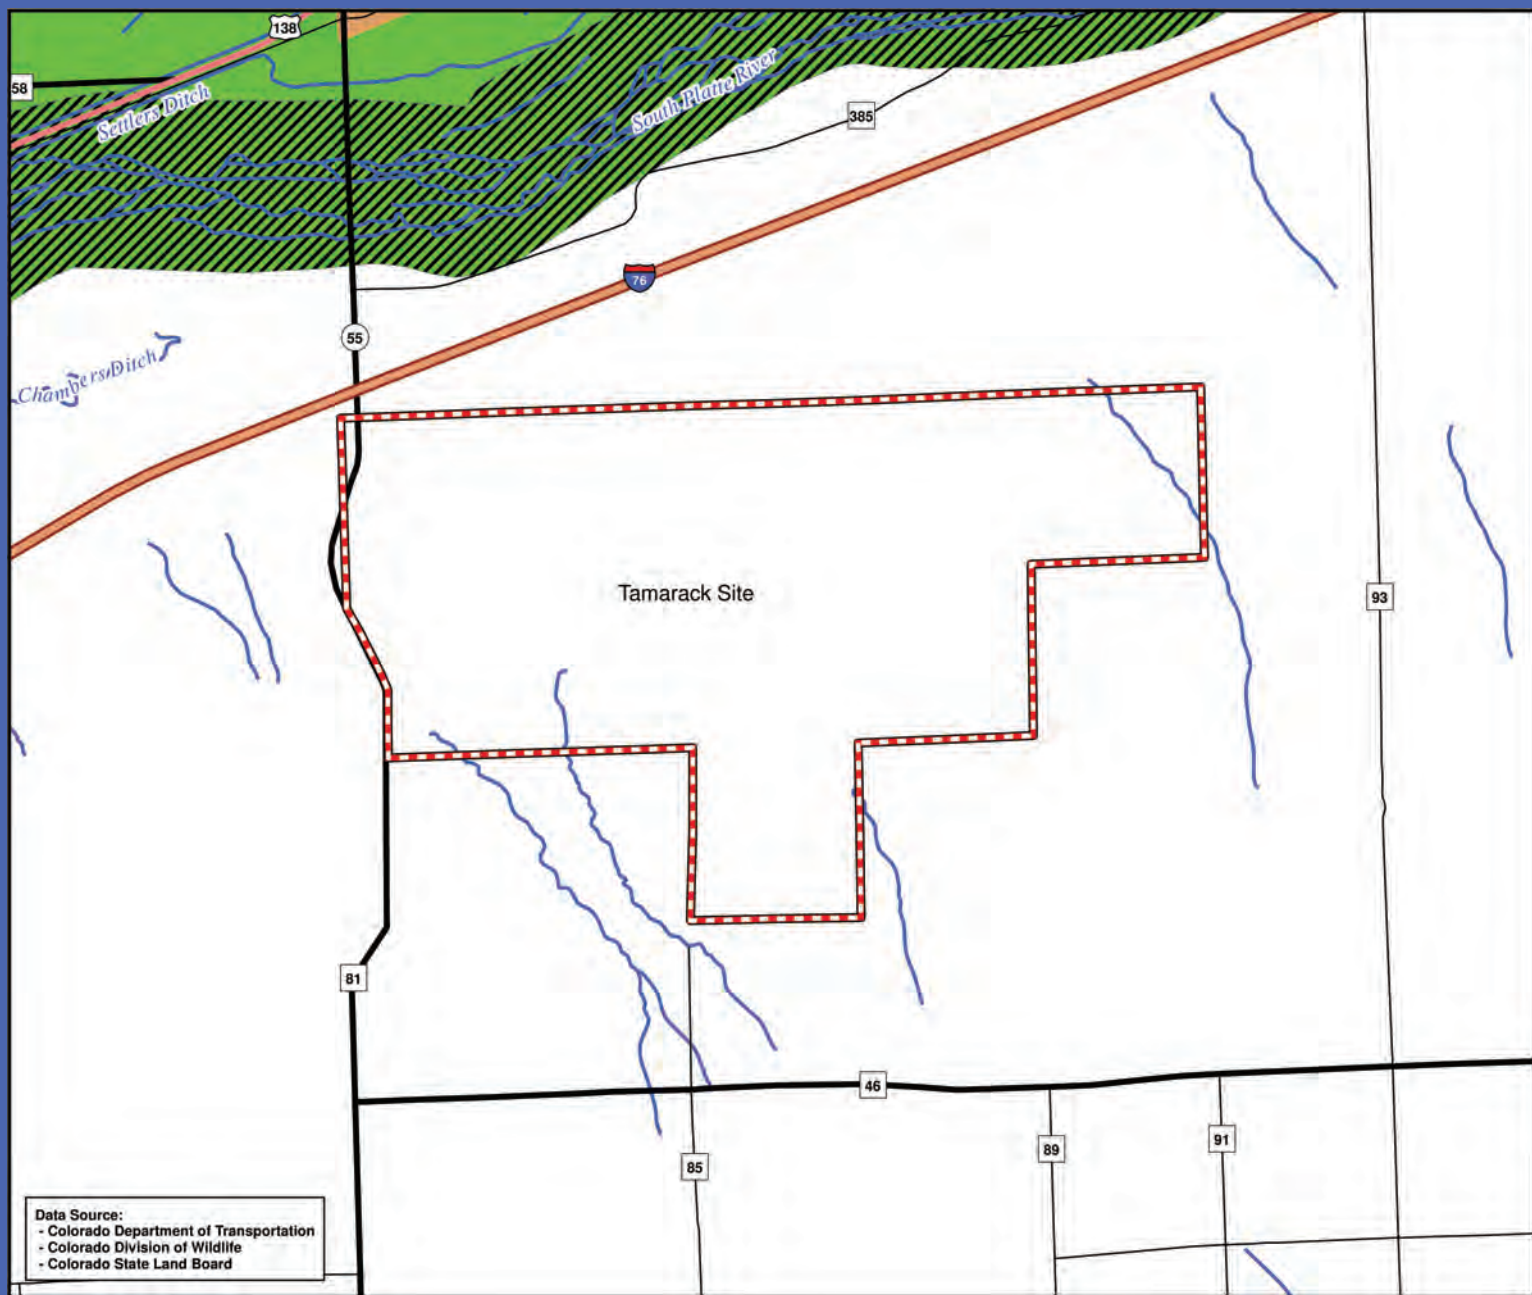 138
58
Settlers Ditch
South Platte River
385
76
55
Chambers Ditch
Tamarack Site
93
81
46
85
89
91
Data Source:
- Colorado Department of Transportation
- Colorado Division of Wildlife
- Colorado State Land Board